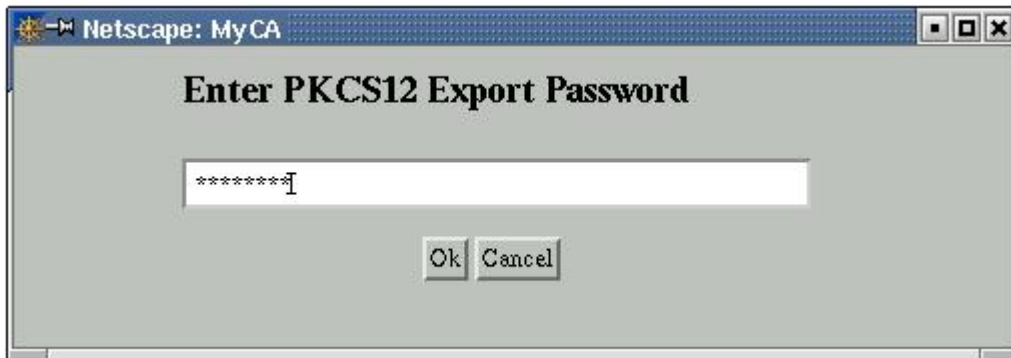 Netscape: MyCA
Enter PKCS12 Export Password
********
Ok Cancel